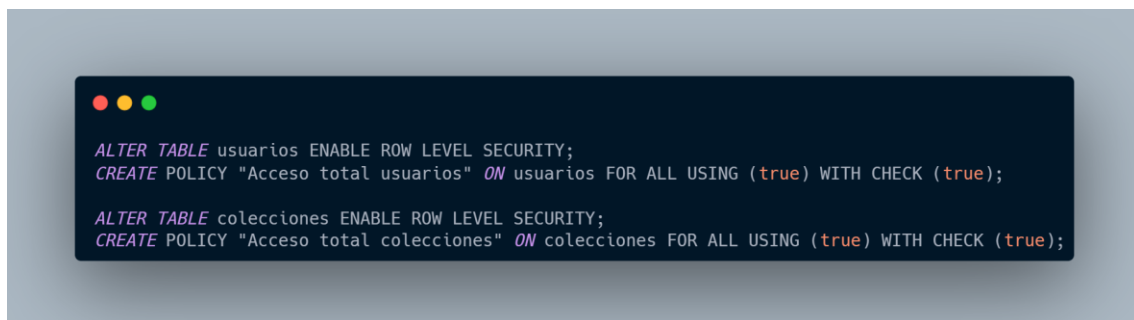 ALTER TABLE usuarios ENABLE ROW LEVEL SECURITY;
CREATE POLICY "Acceso total usuarios" ON usuarios FOR ALL USING (true) WITH CHECK (true);
ALTER TABLE colecciones ENABLE ROW LEVEL SECURITY;
CREATE POLICY "Acceso total colecciones" ON colecciones FOR ALL USING (true) WITH CHECK (true);